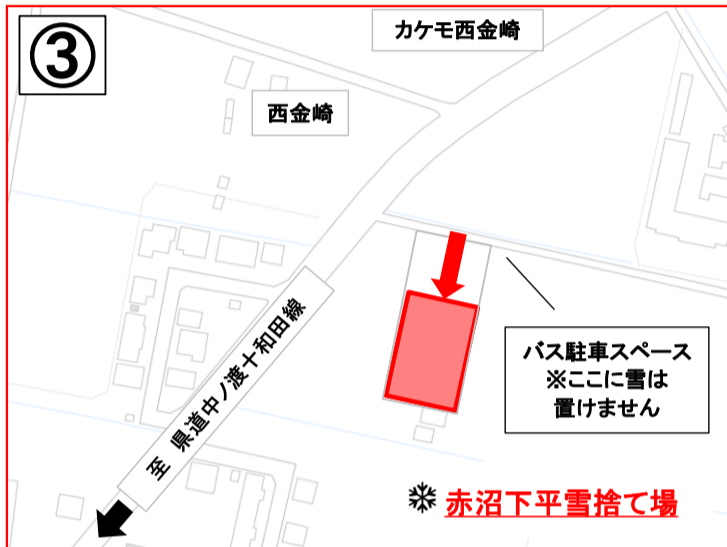 ③
カケモ西金崎
西金崎
至 県道中ノ渡十和田線
バス駐車スペース
※ここに雪は
置けません
❄ 赤沼下平雪捨て場